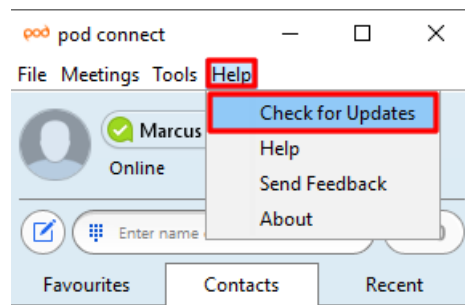 pod pod connect
File Meetings Tools Help
Marcus
Check for Updates
Online
Help
Send Feedback
About
Enter name
Favourites Contacts Recent